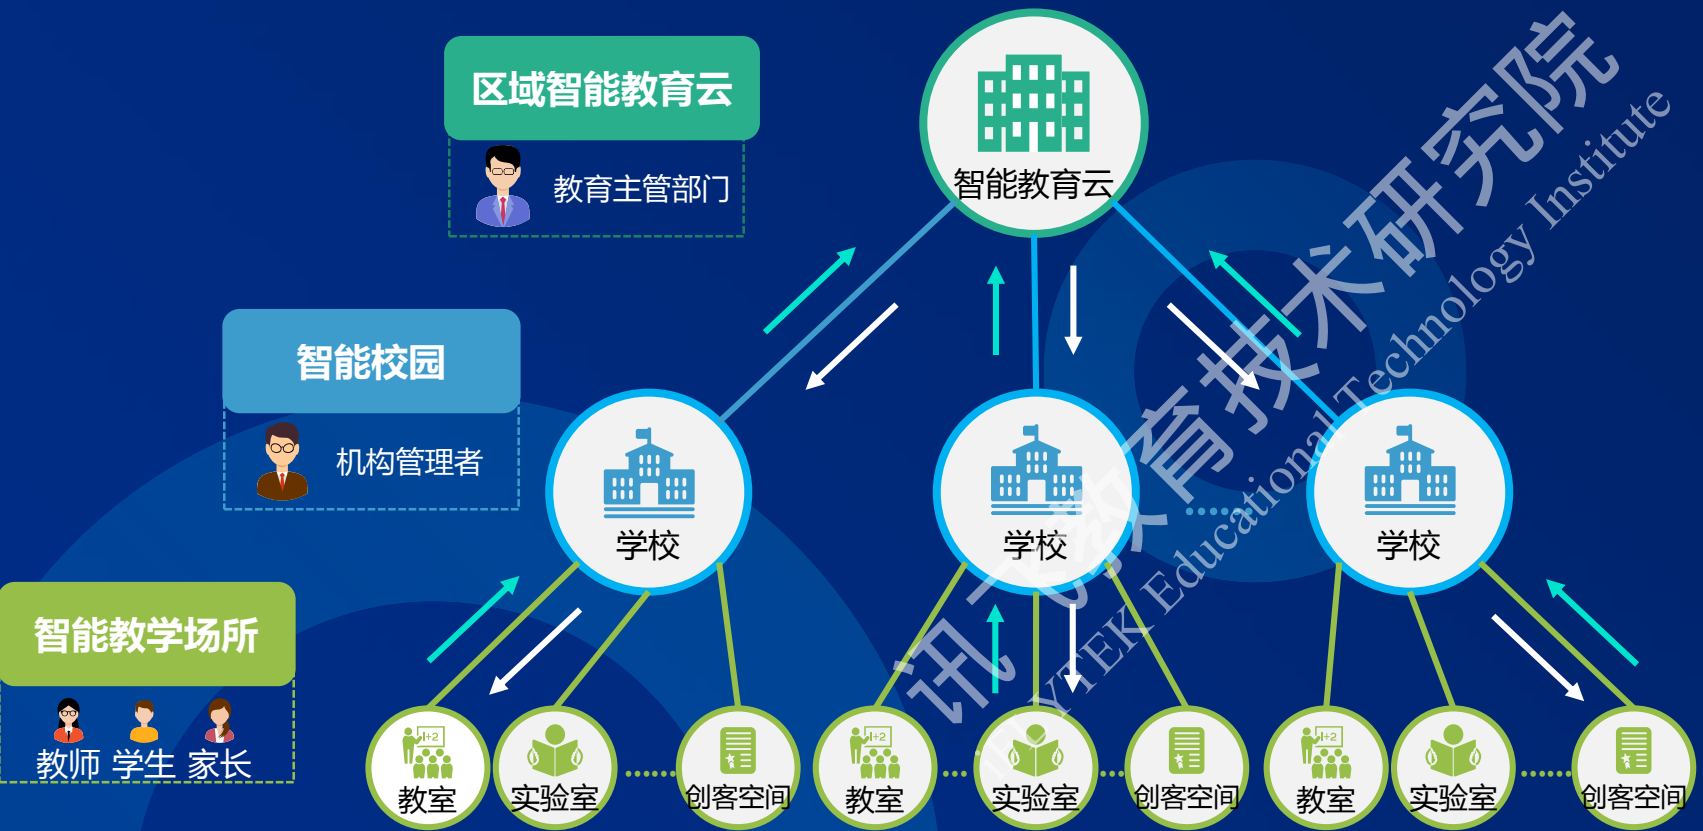 区域智能教育云
教育主管部门
智能教育云
智能校园
机构管理者
学校
学校
学校
智能教学场所
教师 学生 家长
教室
实验室
创客空间
教室
实验室
创客空间
教室
实验室
创客空间
讯飞教育技术研究院
iFLYTEK Educational Technology Institute